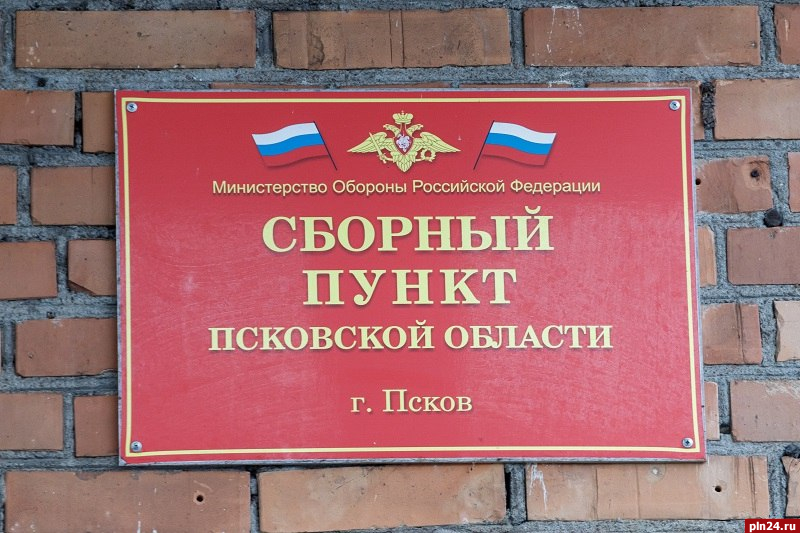 Министерство Обороны Российской Федерации
СБОРНЫЙ
ПУНКТ
ПСКОВСКОЙ ОБЛАСТИ
г. Псков
pln24.ru